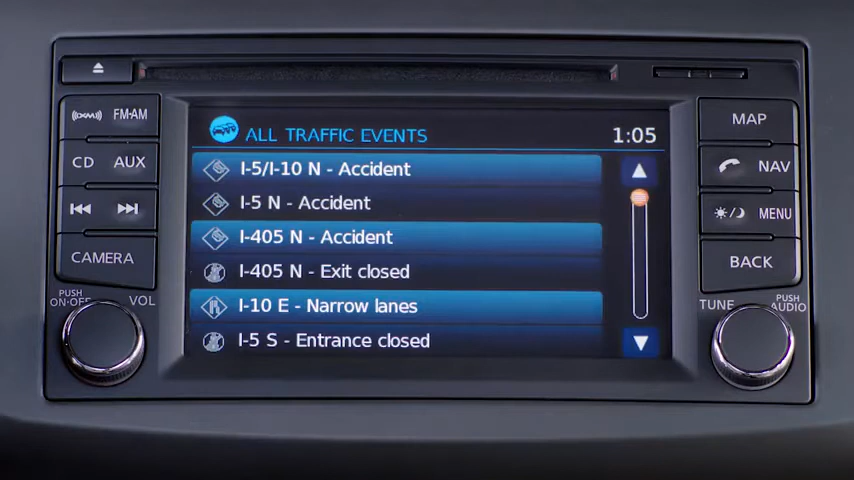 (XM) FM·AM
CD AUX
CAMERA
PUSH
ON·OFF
VOL
ALL TRAFFIC EVENTS
1:05
I-5/I-10 N - Accident
I-5 N - Accident
I-405 N - Accident
I-405 N - Exit closed
I-10 E - Narrow lanes
I-5 S - Entrance closed
MAP
NAV
MENU
BACK
TUNE
PUSH
AUDIO